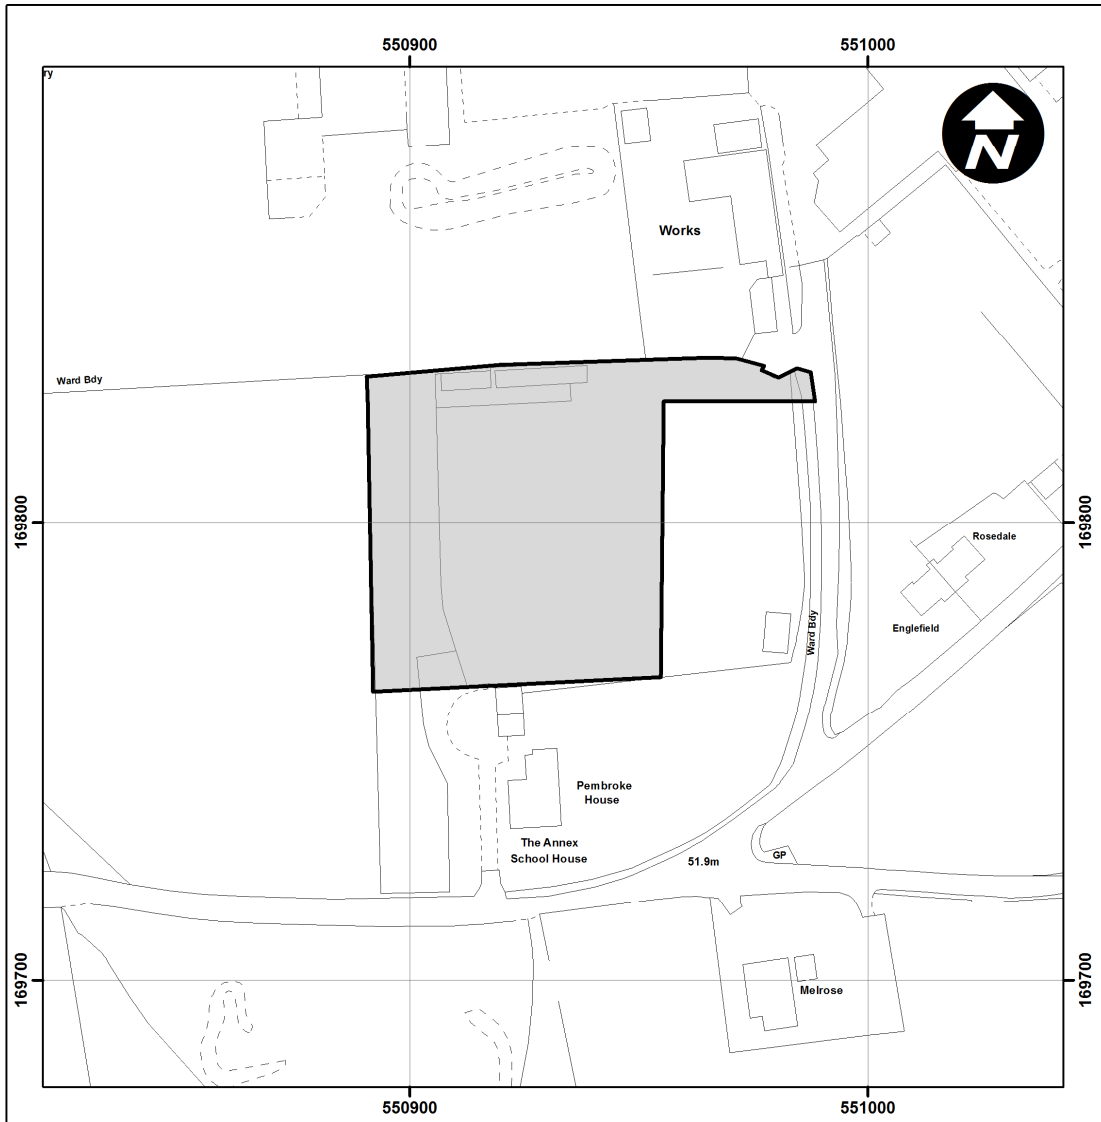 550900
551000
ry
N
Works
Ward Bdy
169800
169800
Rosedale
Englefield
Ward Bdy
Pembroke
House
The Annex
School House
51.9m
GP
169700
169700
Melrose
550900
551000